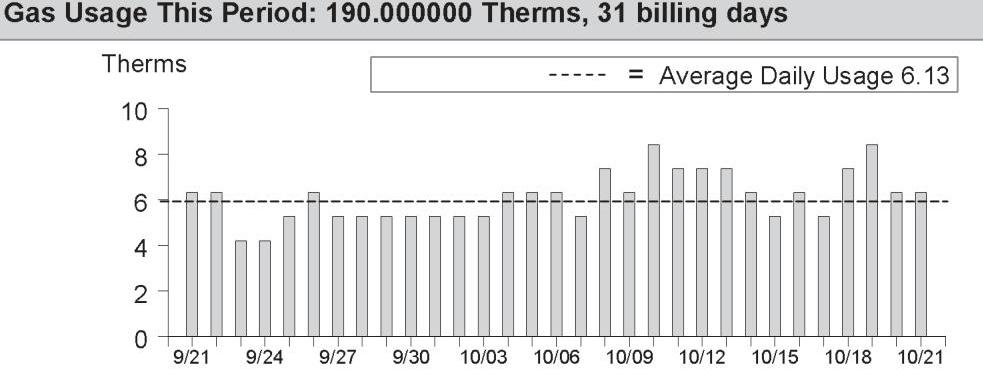 Gas Usage This Period: 190.000000 Therms, 31 billing days
Therms
----- = Average Daily Usage 6.13
10
8
6
4
2
0
9/21 9/24 9/27 9/30 10/03 10/06 10/09 10/12 10/15 10/18 10/21